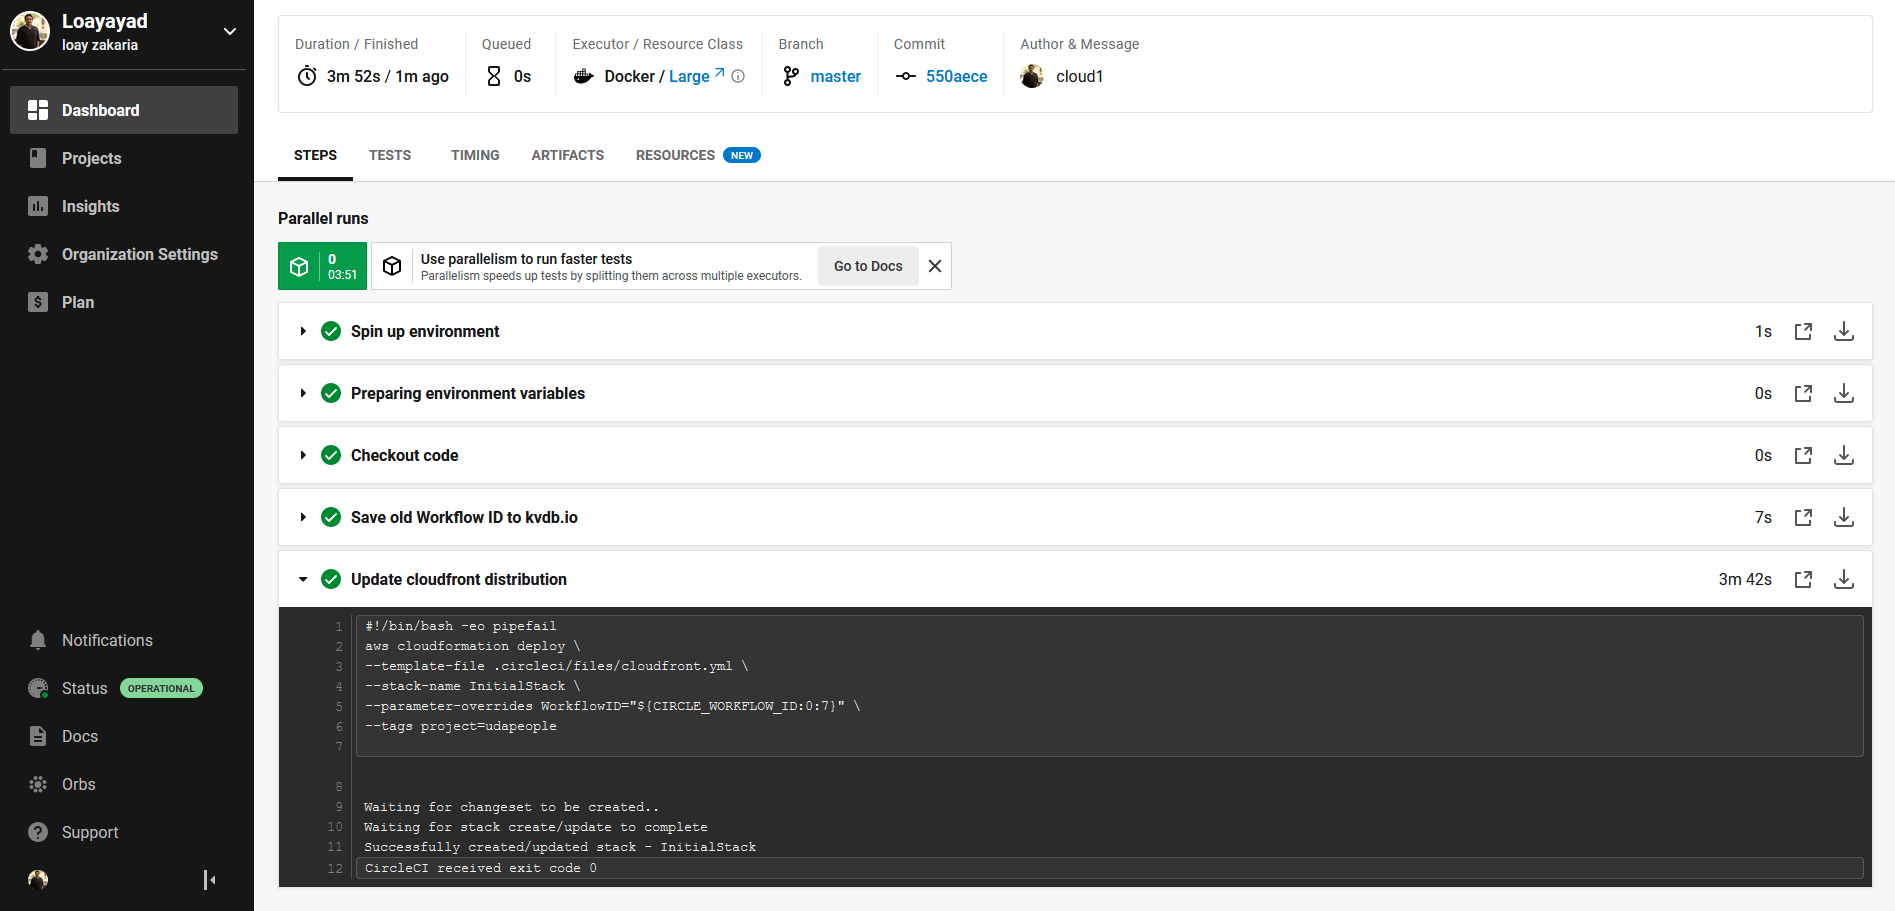 Loayayad
loay zakaria
Dashboard
Projects
Insights
Organization Settings
Plan
Notifications
Status OPERATIONAL
Docs
Orbs
Support
Duration / Finished
3m 52s / 1m ago
Queued
0s
Executor / Resource Class
Docker / Large
Branch
master
Commit
550aece
Author & Message
cloud1
STEPS TESTS TIMING ARTIFACTS RESOURCES NEW
Parallel runs
0
03:51
Use parallelism to run faster tests
Parallelism speeds up tests by splitting them across multiple executors.
Go to Docs
Spin up environment 1s
Preparing environment variables 0s
Checkout code 0s
Save old Workflow ID to kvdb.io 7s
Update cloudfront distribution 3m 42s
1 #!/bin/bash -eo pipefail
2 aws cloudformation deploy \
3 --template-file .circleci/files/cloudfront.yml \
4 --stack-name InitialStack \
5 --parameter-overrides WorkflowID="${CIRCLE_WORKFLOW_ID:0:7}" \
6 --tags project=udapeople
7
8
9 Waiting for changeset to be created..
10 Waiting for stack create/update to complete
11 Successfully created/updated stack - InitialStack
12 CircleCI received exit code 0